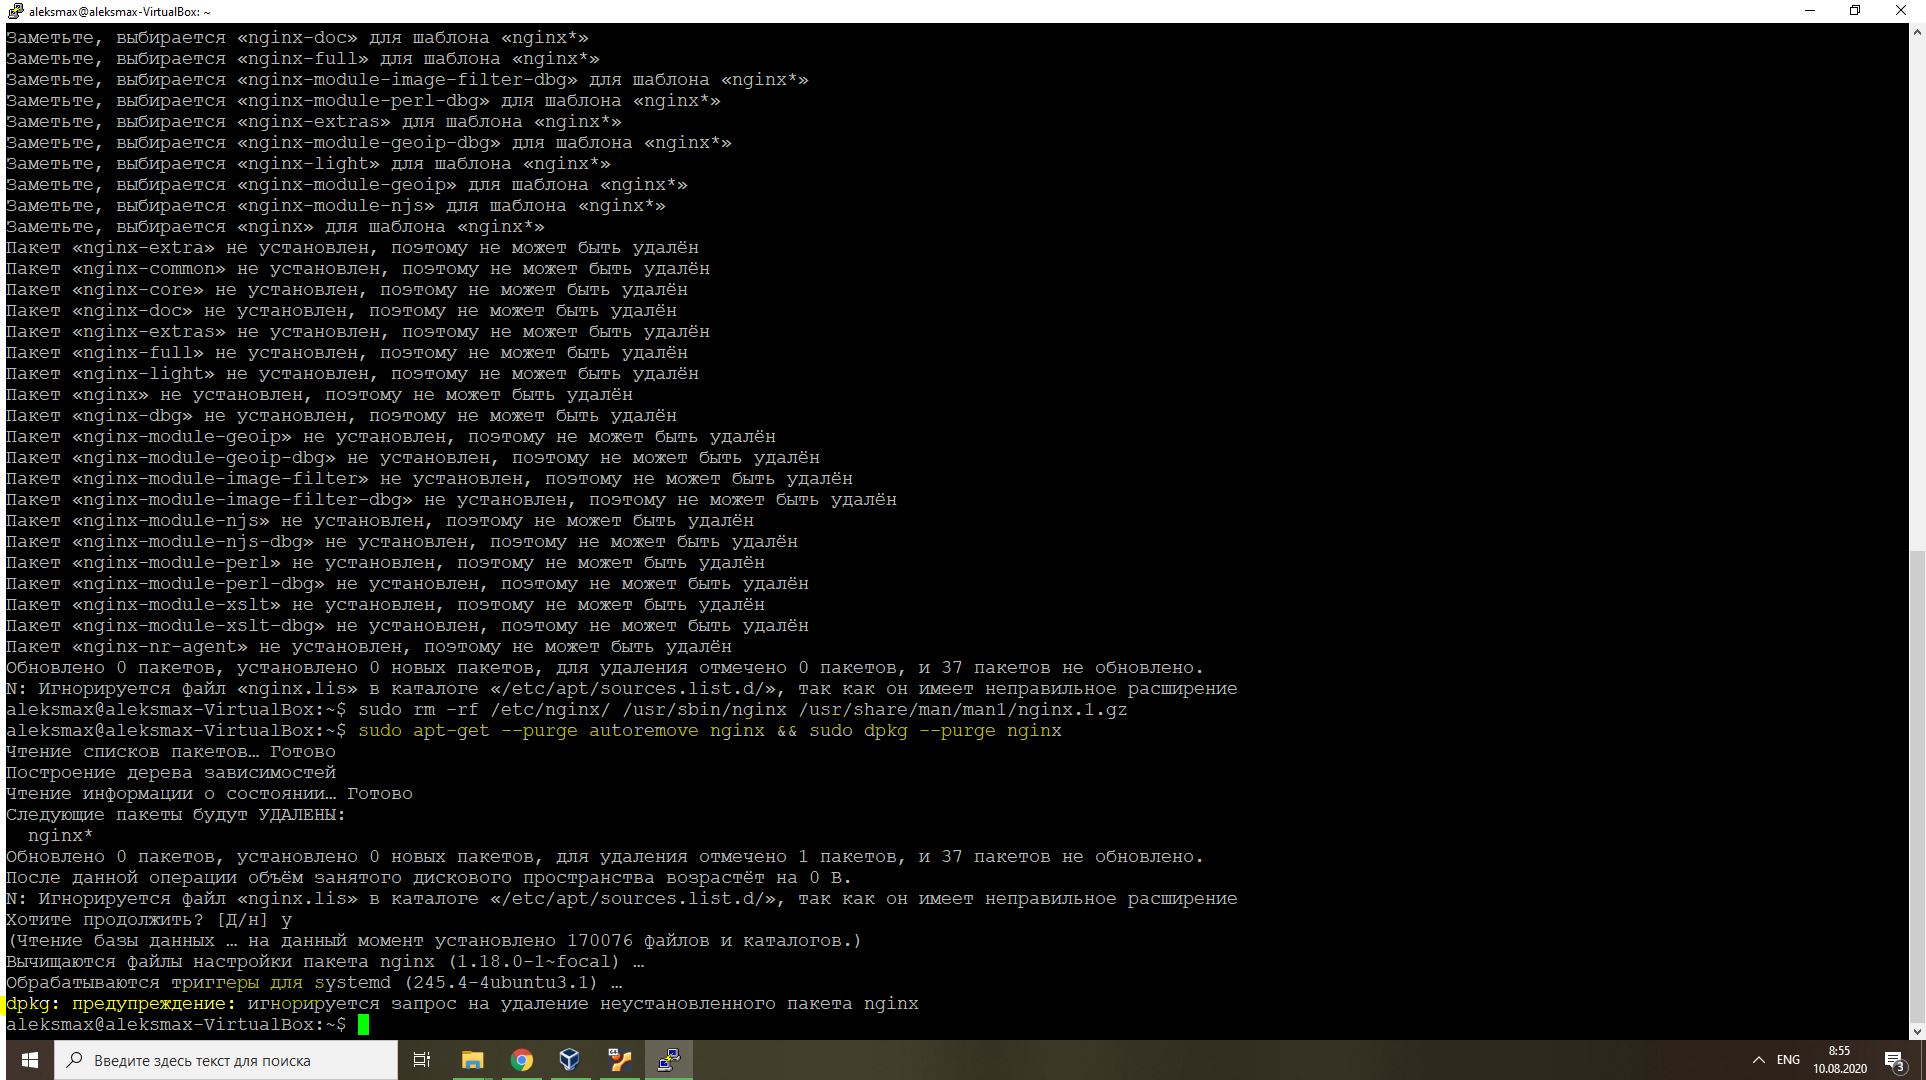 aleksmax@aleksmax-VirtualBox: ~
Заметьте, выбирается «nginx-doc» для шаблона «nginx*»
Заметьте, выбирается «nginx-full» для шаблона «nginx*»
Заметьте, выбирается «nginx-module-image-filter-dbg» для шаблона «nginx*»
Заметьте, выбирается «nginx-module-perl-dbg» для шаблона «nginx*»
Заметьте, выбирается «nginx-extras» для шаблона «nginx*»
Заметьте, выбирается «nginx-module-geoip-dbg» для шаблона «nginx*»
Заметьте, выбирается «nginx-light» для шаблона «nginx*»
Заметьте, выбирается «nginx-module-geoip» для шаблона «nginx*»
Заметьте, выбирается «nginx-module-njs» для шаблона «nginx*»
Заметьте, выбирается «nginx» для шаблона «nginx*»
Пакет «nginx-extra» не установлен, поэтому не может быть удалён
Пакет «nginx-common» не установлен, поэтому не может быть удалён
Пакет «nginx-core» не установлен, поэтому не может быть удалён
Пакет «nginx-doc» не установлен, поэтому не может быть удалён
Пакет «nginx-extras» не установлен, поэтому не может быть удалён
Пакет «nginx-full» не установлен, поэтому не может быть удалён
Пакет «nginx-light» не установлен, поэтому не может быть удалён
Пакет «nginx» не установлен, поэтому не может быть удалён
Пакет «nginx-dbg» не установлен, поэтому не может быть удалён
Пакет «nginx-module-geoip» не установлен, поэтому не может быть удалён
Пакет «nginx-module-geoip-dbg» не установлен, поэтому не может быть удалён
Пакет «nginx-module-image-filter» не установлен, поэтому не может быть удалён
Пакет «nginx-module-image-filter-dbg» не установлен, поэтому не может быть удалён
Пакет «nginx-module-njs» не установлен, поэтому не может быть удалён
Пакет «nginx-module-njs-dbg» не установлен, поэтому не может быть удалён
Пакет «nginx-module-perl» не установлен, поэтому не может быть удалён
Пакет «nginx-module-perl-dbg» не установлен, поэтому не может быть удалён
Пакет «nginx-module-xslt» не установлен, поэтому не может быть удалён
Пакет «nginx-module-xslt-dbg» не установлен, поэтому не может быть удалён
Пакет «nginx-nr-agent» не установлен, поэтому не может быть удалён
Обновлено 0 пакетов, установлено 0 новых пакетов, для удаления отмечено 0 пакетов, и 37 пакетов не обновлено.
N: Игнорируется файл «nginx.lis» в каталоге «/etc/apt/sources.list.d/», так как он имеет неправильное расширение
aleksmax@aleksmax-VirtualBox:~$ sudo rm -rf /etc/nginx/ /usr/sbin/nginx /usr/share/man/man1/nginx.1.gz
aleksmax@aleksmax-VirtualBox:~$ sudo apt-get --purge autoremove nginx && sudo dpkg --purge nginx
Чтение списков пакетов… Готово
Построение дерева зависимостей
Чтение информации о состоянии… Готово
Следующие пакеты будут УДАЛЕНЫ:
  nginx*
Обновлено 0 пакетов, установлено 0 новых пакетов, для удаления отмечено 1 пакетов, и 37 пакетов не обновлено.
После данной операции объём занятого дискового пространства возрастёт на 0 B.
N: Игнорируется файл «nginx.lis» в каталоге «/etc/apt/sources.list.d/», так как он имеет неправильное расширение
Хотите продолжить? [Д/н] y
(Чтение базы данных … на данный момент установлено 170076 файлов и каталогов.)
Вычищаются файлы настройки пакета nginx (1.18.0-1~focal) …
Обрабатываются триггеры для systemd (245.4-4ubuntu3.1) …
dpkg: предупреждение: игнорируется запрос на удаление неустановленного пакета nginx
aleksmax@aleksmax-VirtualBox:~$
Введите здесь текст для поиска
64
ENG
8:55
10.08.2020
3